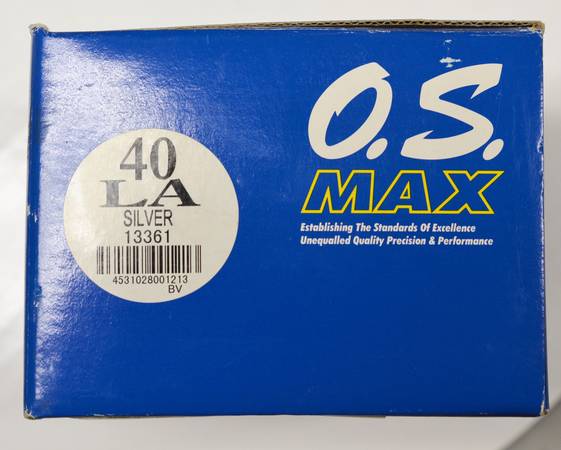 40
LA
SILVER
13361
4531028001213
BV
O.S.
MAX
Establishing The Standards Of Excellence
Unequalled Quality Precision & Performance